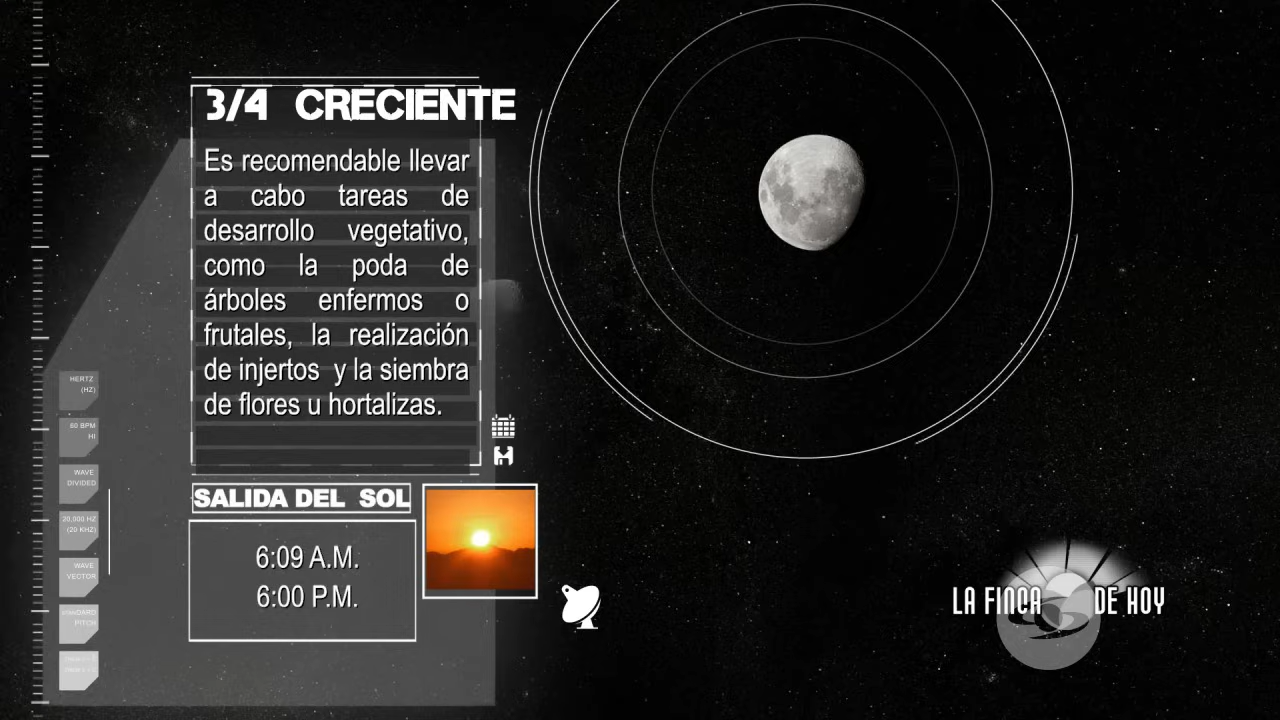 3/4 CRECIENTE
Es recomendable llevar
a cabo tareas de
desarrollo vegetativo,
como la poda de
árboles enfermos o
frutales, la realización
de injertos y la siembra
de flores u hortalizas.
HERTZ
(HZ)
60 BPM
HI
WAVE
DIVIDED
20,000 HZ
(20 KHZ)
WAVE
VECTOR
STANDARD
PITCH
SALIDA DEL SOL
6:09 A.M.
6:00 P.M.
LA FINCA DE HOY